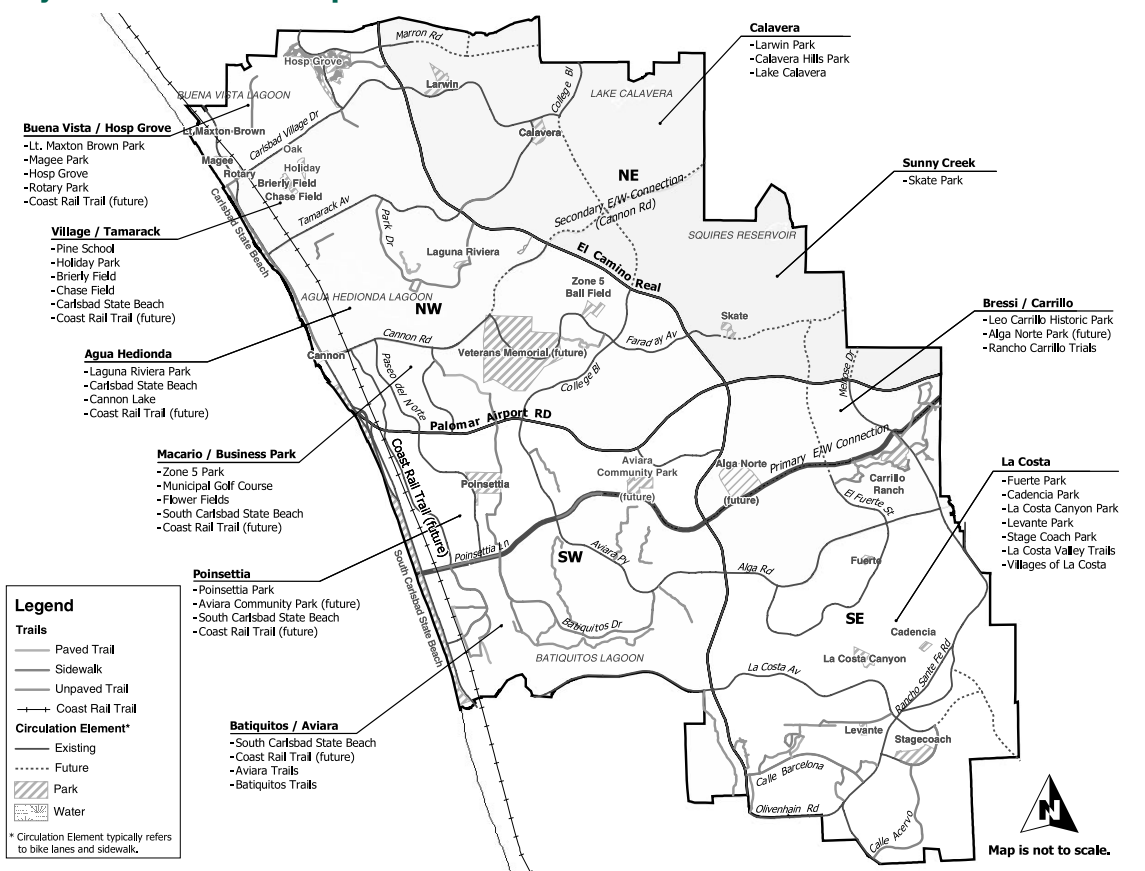 Calavera
-Larwin Park
-Calavera Hills Park
-Lake Calavera
Sunny Creek
-Skate Park
Bressi / Carrillo
-Leo Carrillo Historic Park
-Alga Norte Park (future)
-Rancho Carrillo Trials
La Costa
-Fuerte Park
-Cadencia Park
-La Costa Canyon Park
-Levante Park
-Stage Coach Park
-La Costa Valley Trails
-Villages of La Costa
Buena Vista / Hosp Grove
-Lt. Maxton Brown Park
-Magee Park
-Hosp Grove
-Rotary Park
-Coast Rail Trail (future)
Village / Tamarack
-Pine School
-Holiday Park
-Brierly Field
-Chase Field
-Carlsbad State Beach
-Coast Rail Trail (future)
Agua Hedionda
-Laguna Riviera Park
-Carlsbad State Beach
-Cannon Lake
-Coast Rail Trail (future)
Macario / Business Park
-Zone 5 Park
-Municipal Golf Course
-Flower Fields
-South Carlsbad State Beach
-Coast Rail Trail (future)
Poinsettia
-Poinsettia Park
-Aviara Community Park (future)
-South Carlsbad State Beach
-Coast Rail Trail (future)
Batiquitos / Aviara
-South Carlsbad State Beach
-Coast Rail Trail (future)
-Aviara Trails
-Batiquitos Trails
Marron Rd
Hosp Grove
Larwin
College Bl
LAKE CALAVERA
BUENA VISTA LAGOON
Lt. Maxton-Brown
Carlsbad Village Dr
Calavera
Magee
Oak
Rotary
Holiday
Brierly Field
Chase Field
NE
Secondary E/W Connection
(Cannon Rd)
Carlsbad State Beach
Tamarack Av
Park Dr
SQUIRES RESERVOIR
Laguna Riviera
El Camino Real
AGUA HEDIONDA LAGOON
NW
Zone 5
Ball Field
Skate
Cannon Rd
Cannon
Veterans Memorial (future)
Faraday Av
College Bl
Paseo del Norte
Melrose Dr
Palomar Airport RD
Coast Rail Trail (future)
Primary E/W Connection
Aviara
Community Park
(future)
Alga Norte
(future)
Carrillo
Ranch
Poinsettia
El Fuerte St
Poinsettia Ln
SW
Aviara Py
Alga Rd
Fuerte
South Carlsbad State Beach
Batiquitos Dr
SE
Cadencia
BATIQUITOS LAGOON
La Costa Av
La Costa Canyon
Rancho Sante Fe Rd
Levante
Stagecoach
Calle Barcelona
Olivenhain Rd
Calle Acervo
Legend
Trails
Paved Trail
Sidewalk
Unpaved Trail
Coast Rail Trail
Circulation Element*
Existing
Future
Park
Water
* Circulation Element typically refers
to bike lanes and sidewalk.
N
Map is not to scale.